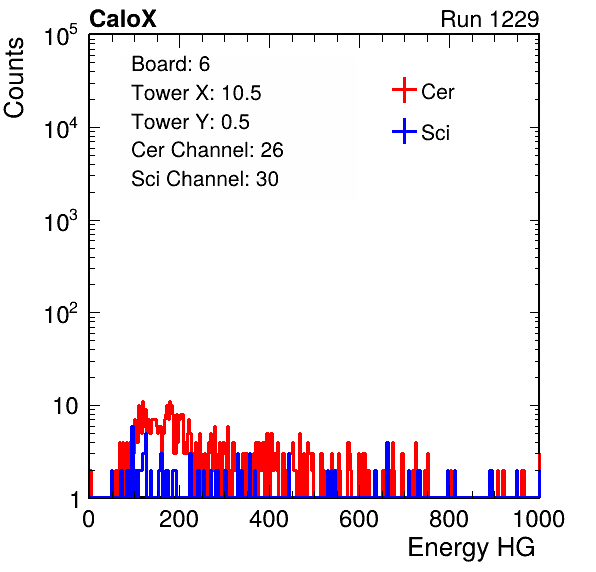 CaloX Run 1229
10^5
Counts
Board: 6
Tower X: 10.5
Tower Y: 0.5
Cer Channel: 26
Sci Channel: 30
Cer
Sci
10^4
10^3
10^2
10
1
0 200 400 600 800 1000
Energy HG